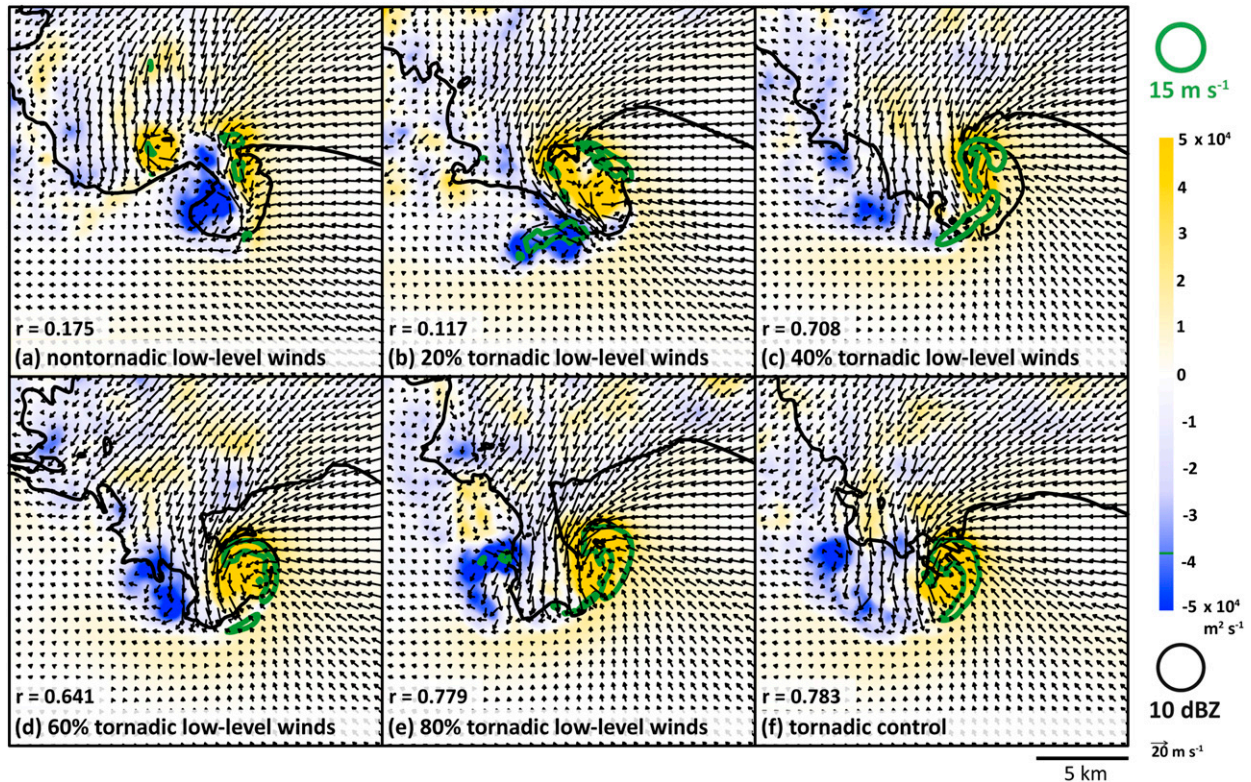 r = 0.175
(a) nontornadic low-level winds
r = 0.117
(b) 20% tornadic low-level winds
r = 0.708
(c) 40% tornadic low-level winds
r = 0.641
(d) 60% tornadic low-level winds
r = 0.779
(e) 80% tornadic low-level winds
r = 0.783
(f) tornadic control
15 m s⁻¹
5 x 10⁴
4
3
2
1
0
-1
-2
-3
-4
-5 x 10⁴
m² s⁻¹
10 dBZ
20 m s⁻¹
5 km